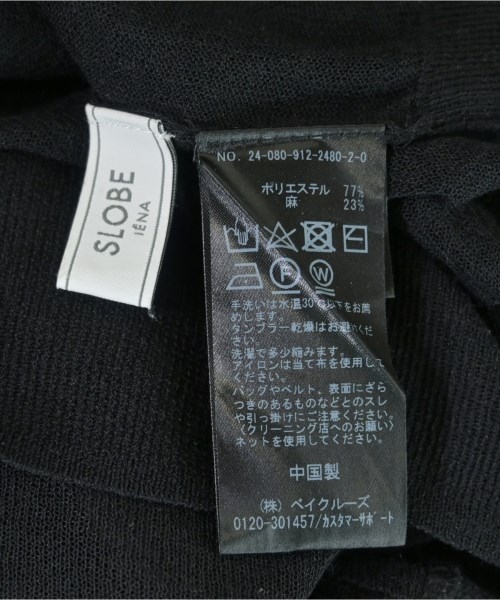 SLOBE
IÉNA
NO. 24-080-912-2480-2-0
ポリエステル 77%
麻 23%
手洗いは水温30℃以下をお薦
めします。
タンブラー乾燥はお避けくだ
さい。
洗濯で多少縮みます。
アイロンは当て布を使用して
ください。
バッグやベルト、表面にざら
つきのあるものなどとのスレ
や引っ掛けにご注意ください。
〈クリーニング店へのお願い〉
ネットを使用してください。
中国製
(株) ベイクルーズ
0120-301457/カスタマーサポート